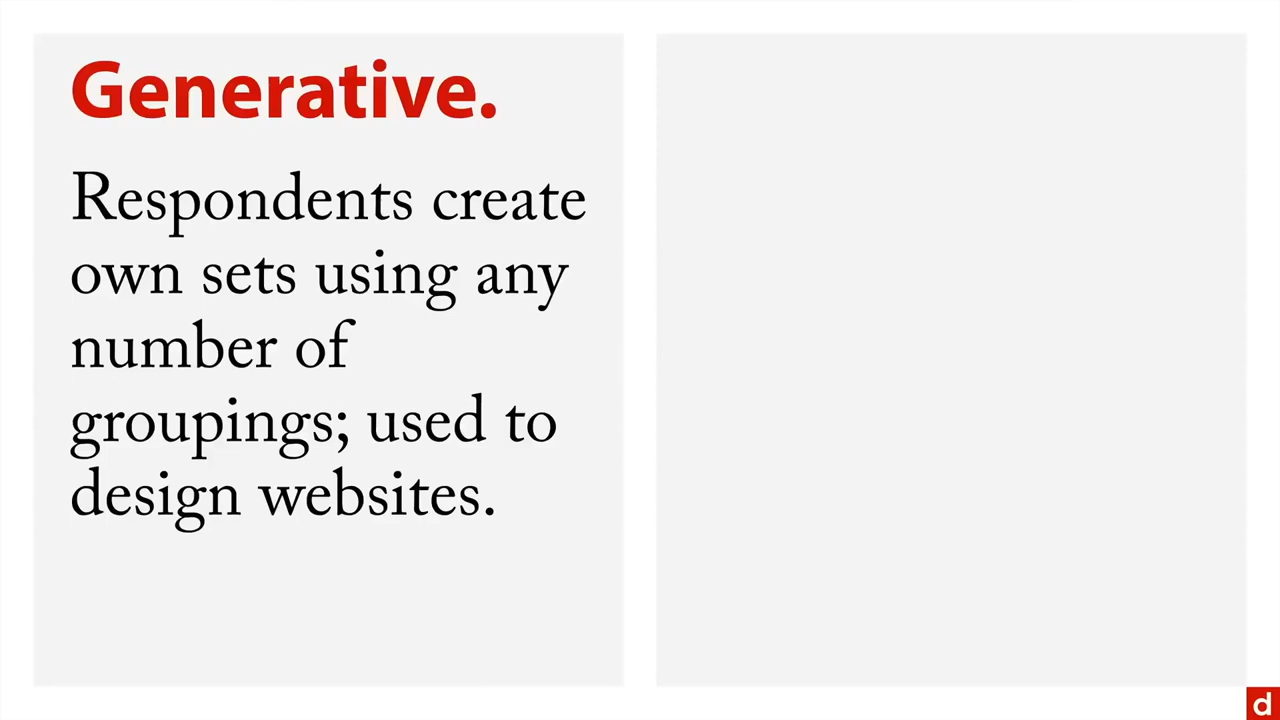 Generative.
Respondents create
own sets using any
number of
groupings; used to
design websites.
d